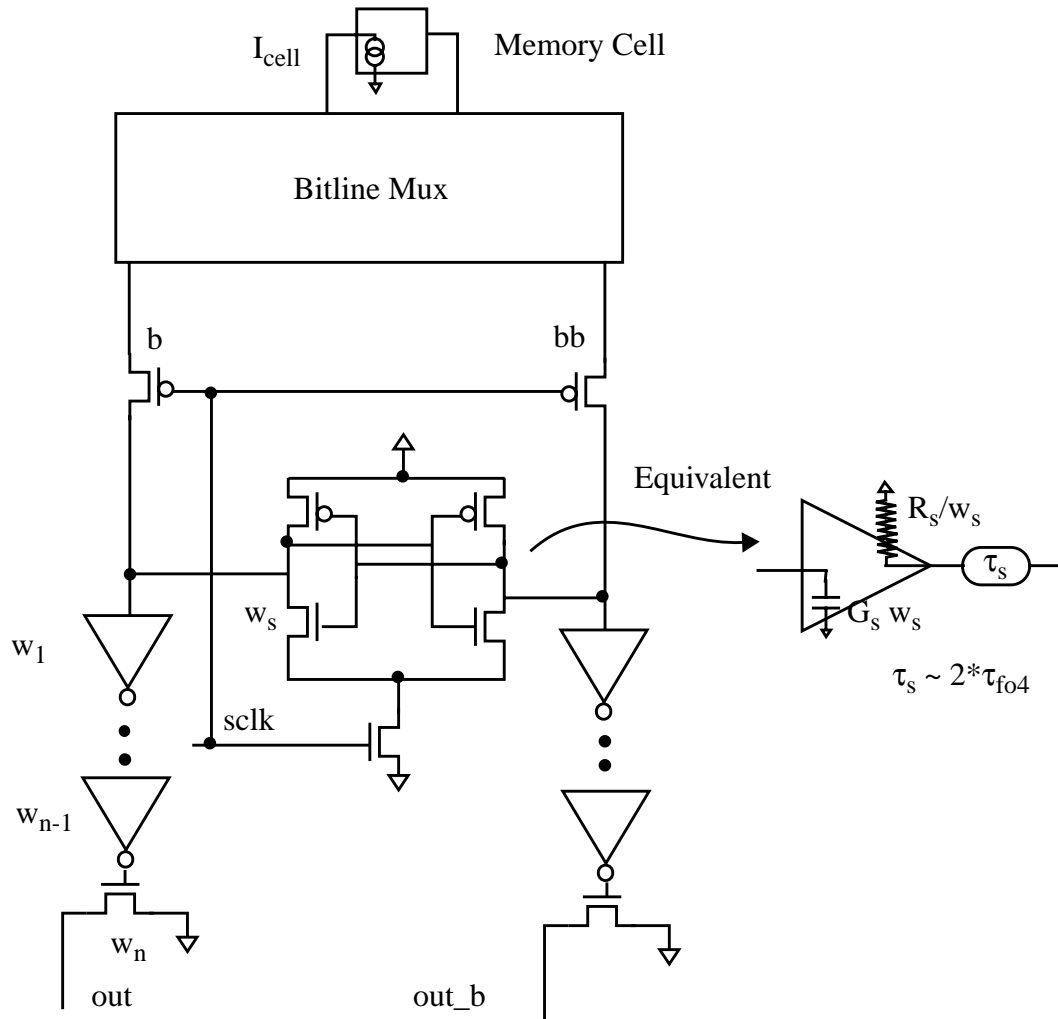 I_cell
Memory Cell
Bitline Mux
b
bb
Equivalent
R_s/w_s
τ_s
w_s
G_s w_s
w_1
τ_s ~ 2*τ_fo4
sclk
w_n-1
w_n
out
out_b